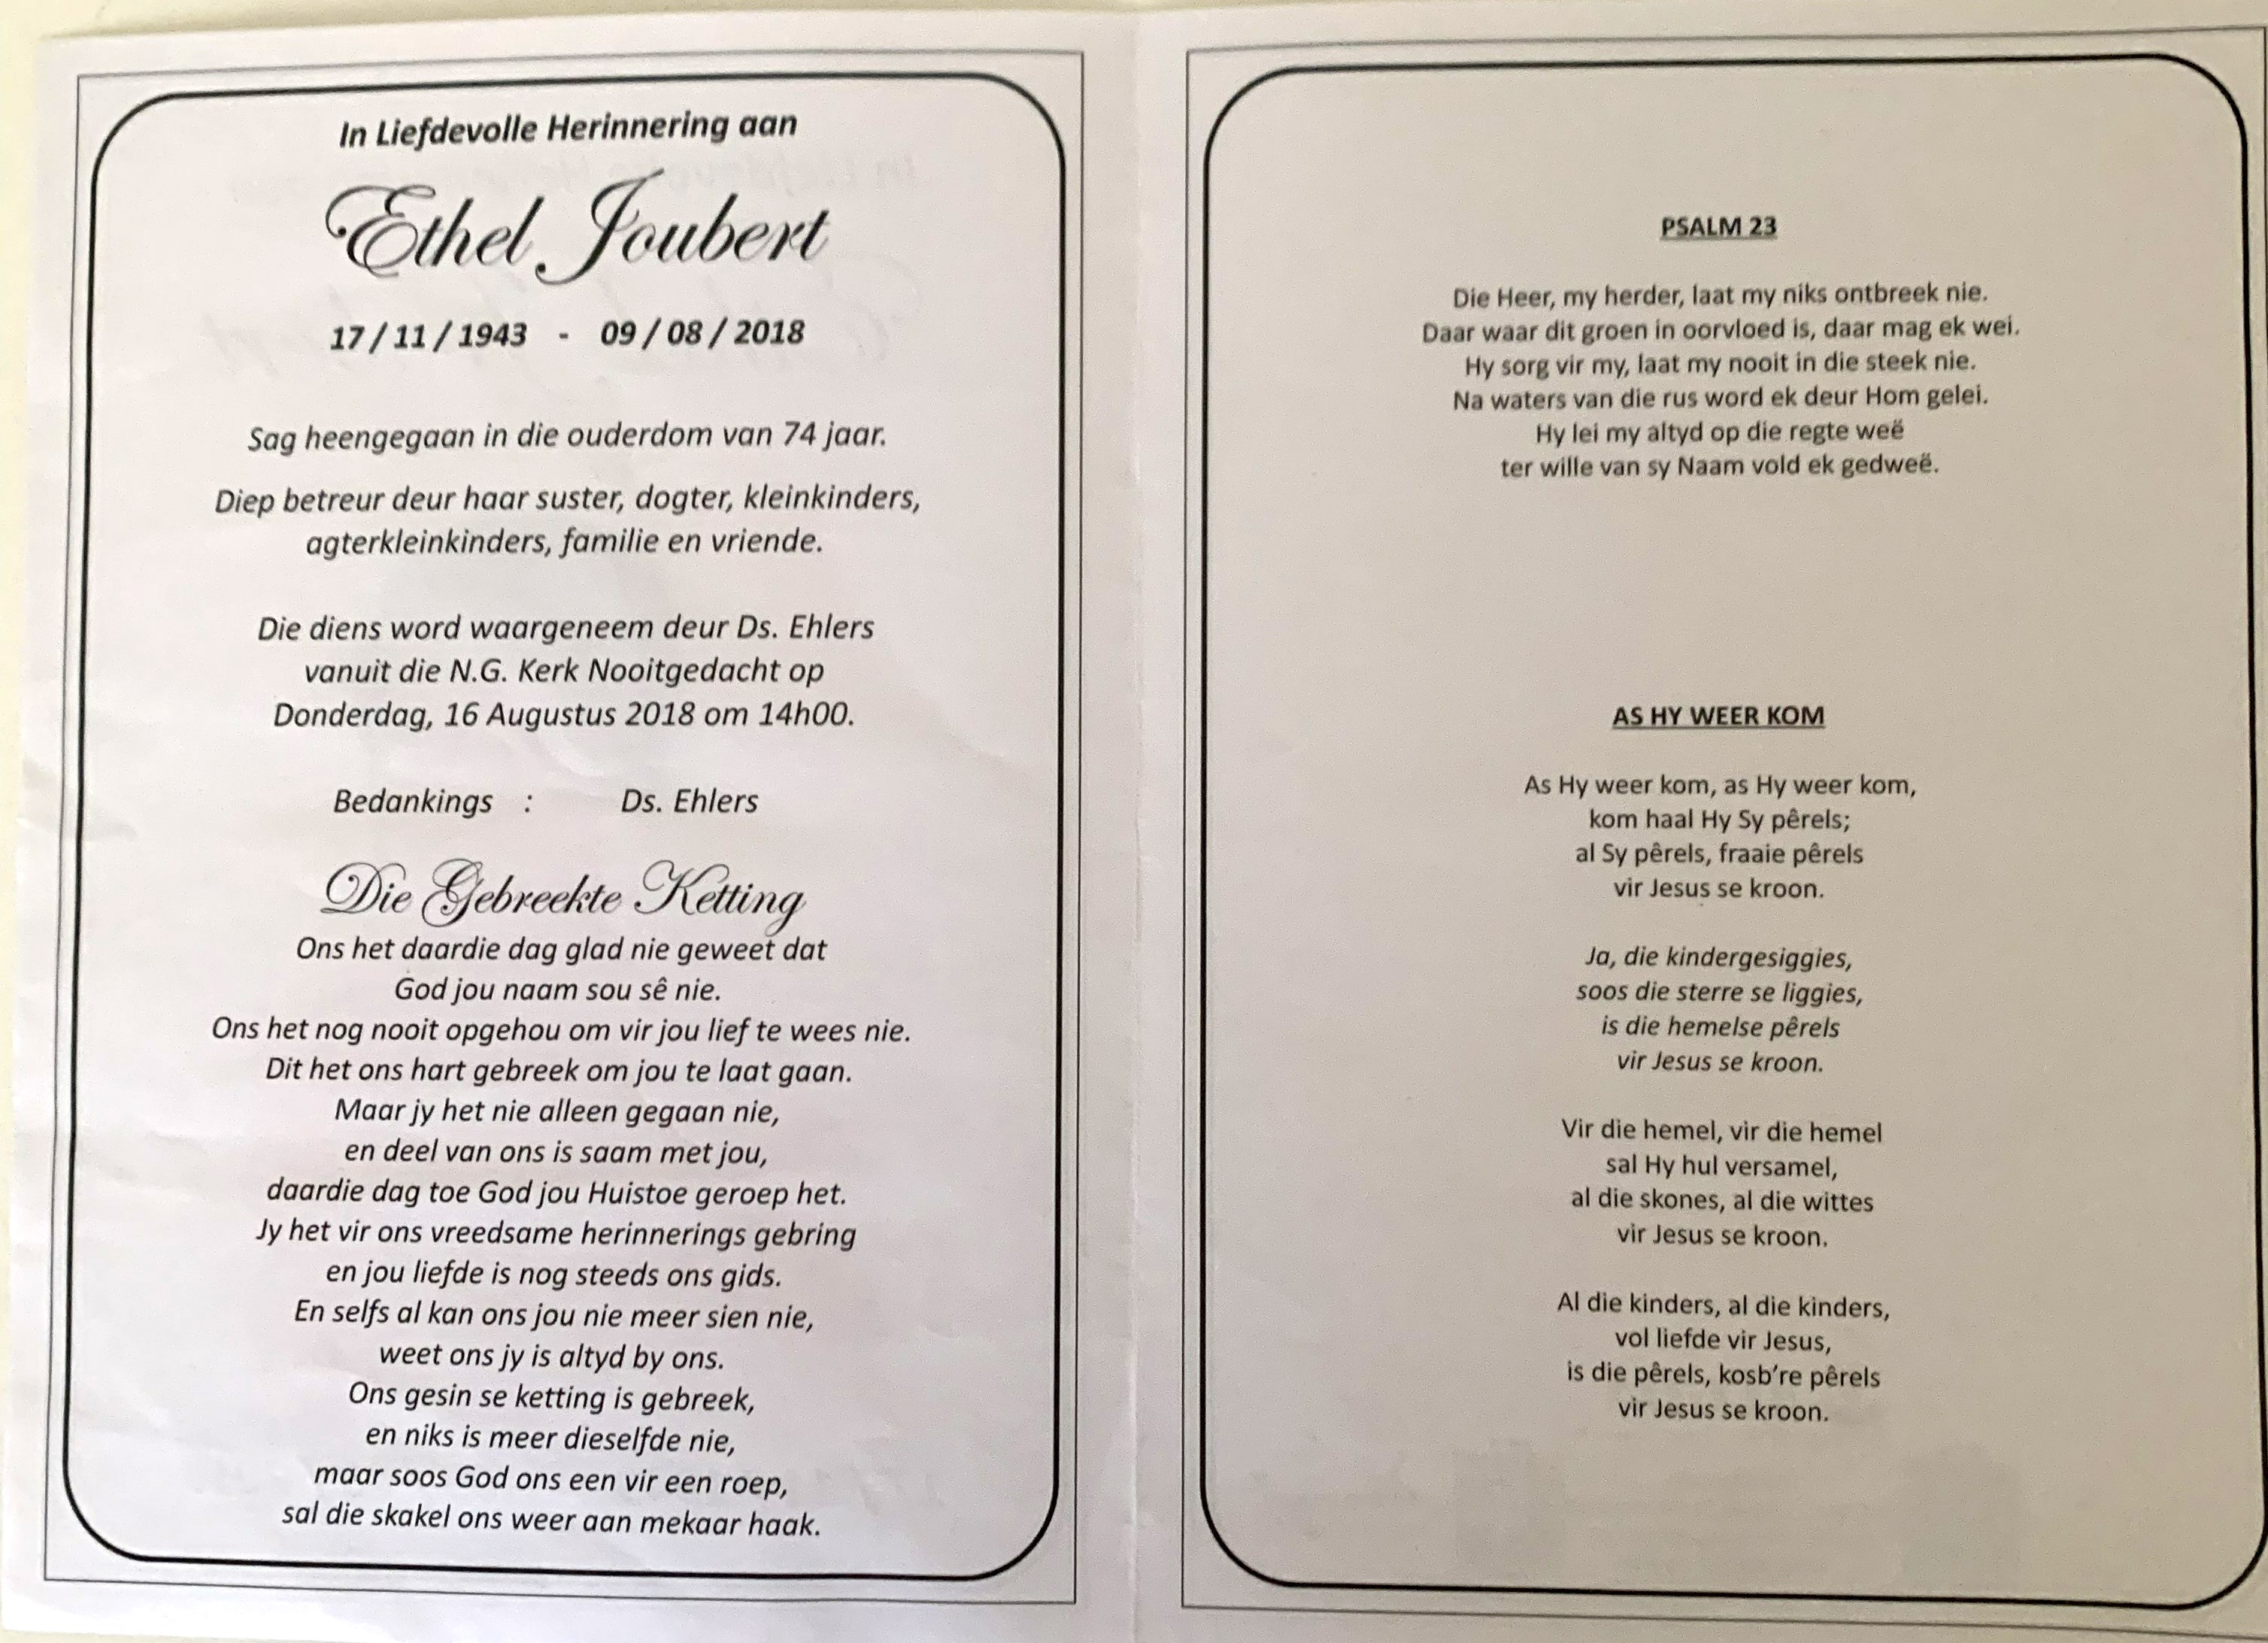 In Liefdevolle Herinnering aan
Ethel Joubert
17 / 11 / 1943 - 09 / 08 / 2018
Sag heengegaan in die ouderdom van 74 jaar.
Diep betreur deur haar suster, dogter, kleinkinders,
agterkleinkinders, familie en vriende.
Die diens word waargeneem deur Ds. Ehlers
vanuit die N.G. Kerk Nooitgedacht op
Donderdag, 16 Augustus 2018 om 14h00.
Bedankings : Ds. Ehlers
Die Gebreekte Ketting
Ons het daardie dag glad nie geweet dat
God jou naam sou sê nie.
Ons het nog nooit opgehou om vir jou lief te wees nie.
Dit het ons hart gebreek om jou te laat gaan.
Maar jy het nie alleen gegaan nie,
en deel van ons is saam met jou,
daardie dag toe God jou Huistoe geroep het.
Jy het vir ons vreedsame herinnerings gebring
en jou liefde is nog steeds ons gids.
En selfs al kan ons jou nie meer sien nie,
weet ons jy is altyd by ons.
Ons gesin se ketting is gebreek,
en niks is meer dieselfde nie,
maar soos God ons een vir een roep,
sal die skakel ons weer aan mekaar haak.
PSALM 23
Die Heer, my herder, laat my niks ontbreek nie.
Daar waar dit groen in oorvloed is, daar mag ek wei.
Hy sorg vir my, laat my nooit in die steek nie.
Na waters van die rus word ek deur Hom gelei.
Hy lei my altyd op die regte weë
ter wille van sy Naam vold ek gedweë.
AS HY WEER KOM
As Hy weer kom, as Hy weer kom,
kom haal Hy Sy pêrels;
al Sy pêrels, fraaie pêrels
vir Jesus se kroon.
Ja, die kindergesiggies,
soos die sterre se liggies,
is die hemelse pêrels
vir Jesus se kroon.
Vir die hemel, vir die hemel
sal Hy hul versamel,
al die skones, al die wittes
vir Jesus se kroon.
Al die kinders, al die kinders,
vol liefde vir Jesus,
is die pêrels, kosb're pêrels
vir Jesus se kroon.